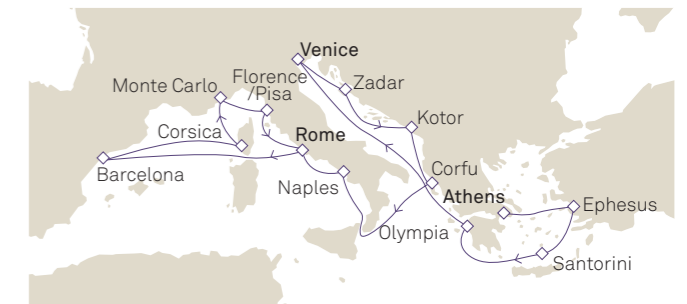 Venice
Monte Carlo
Florence
/Pisa
Zadar
Kotor
Corsica
Rome
Barcelona
Naples
Corfu
Athens
Ephesus
Olympia
Santorini